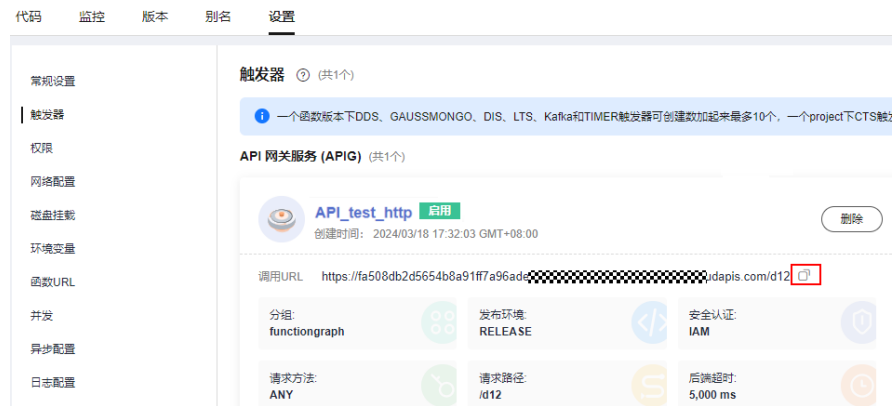 代码 监控 版本 别名 设置
常规设置
触发器
权限
网络配置
磁盘挂载
环境变量
函数URL
并发
异步配置
日志配置
触发器 ? (共1个)
一个函数版本下DDS、GAUSSMONGO、DIS、LTS、Kafka和TIMER触发器可创建数加起来最多10个，一个project下CTS触
API 网关服务 (APIG) (共1个)
API_test_http 启用
删除
创建时间: 2024/03/18 17:32:03 GMT+08:00
调用URL https://fa508db2d5654b8a91ff7a96ade udapis.com/d12
分组: 发布环境: 安全认证:
functiongraph RELEASE IAM
请求方法: 请求路径: 后端超时:
ANY /d12 5,000 ms